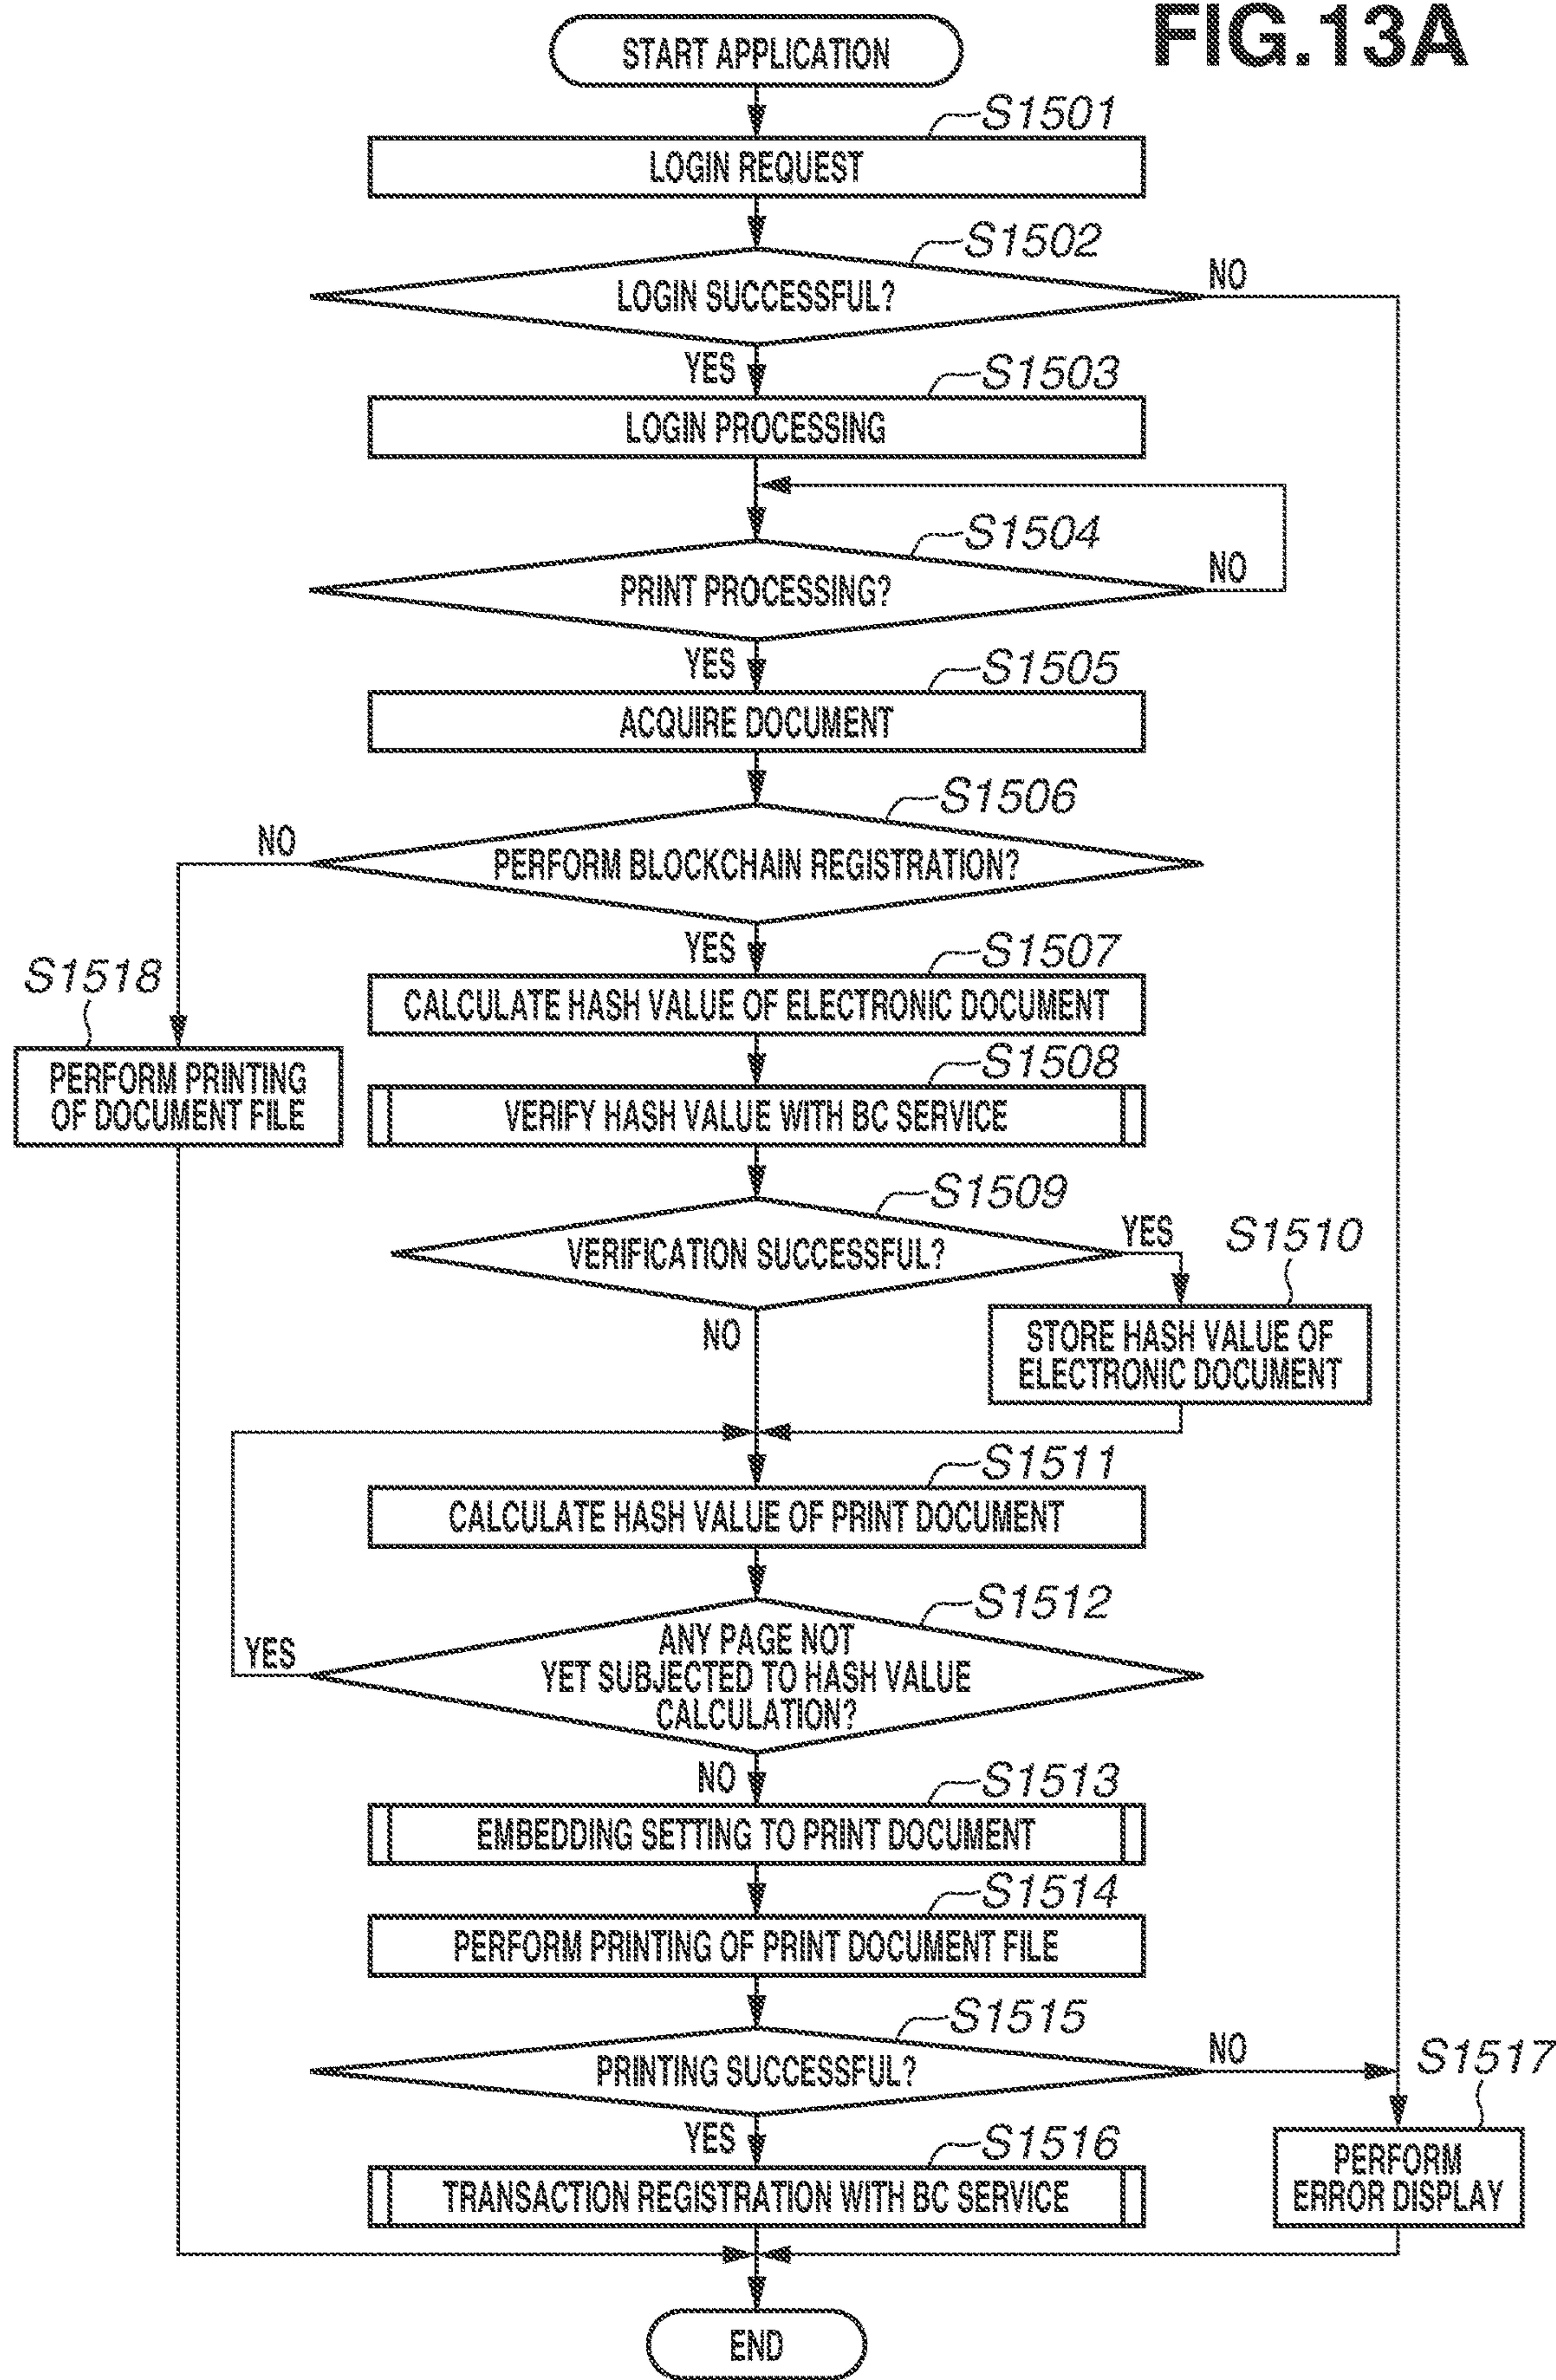 FIG.13A
START APPLICATION
S1501
LOGIN REQUEST
S1502
LOGIN SUCCESSFUL?
NO
YES
S1503
LOGIN PROCESSING
S1504
PRINT PROCESSING?
NO
YES
S1505
ACQUIRE DOCUMENT
S1506
PERFORM BLOCKCHAIN REGISTRATION?
NO
YES
S1507
CALCULATE HASH VALUE OF ELECTRONIC DOCUMENT
S1518
PERFORM PRINTING
OF DOCUMENT FILE
S1508
VERIFY HASH VALUE WITH BC SERVICE
S1509
VERIFICATION SUCCESSFUL?
YES
NO
S1510
STORE HASH VALUE OF
ELECTRONIC DOCUMENT
S1511
CALCULATE HASH VALUE OF PRINT DOCUMENT
S1512
ANY PAGE NOT
YET SUBJECTED TO HASH VALUE
CALCULATION?
YES
NO
S1513
EMBEDDING SETTING TO PRINT DOCUMENT
S1514
PERFORM PRINTING OF PRINT DOCUMENT FILE
S1515
PRINTING SUCCESSFUL?
NO
YES
S1516
TRANSACTION REGISTRATION WITH BC SERVICE
S1517
PERFORM
ERROR DISPLAY
END